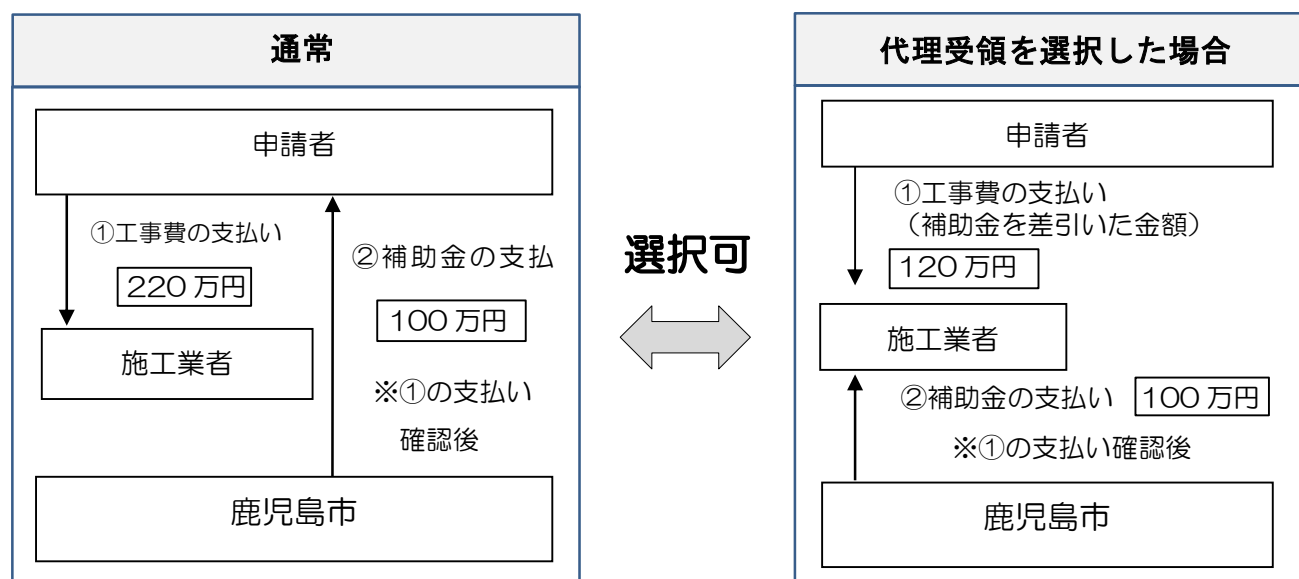 通常
申請者
①工事費の支払い
220万円
②補助金の支払
100万円
施工業者
※①の支払い
確認後
鹿児島市
選択可
代理受領を選択した場合
申請者
①工事費の支払い
（補助金を差引いた金額）
120万円
施工業者
②補助金の支払い 100万円
※①の支払い確認後
鹿児島市